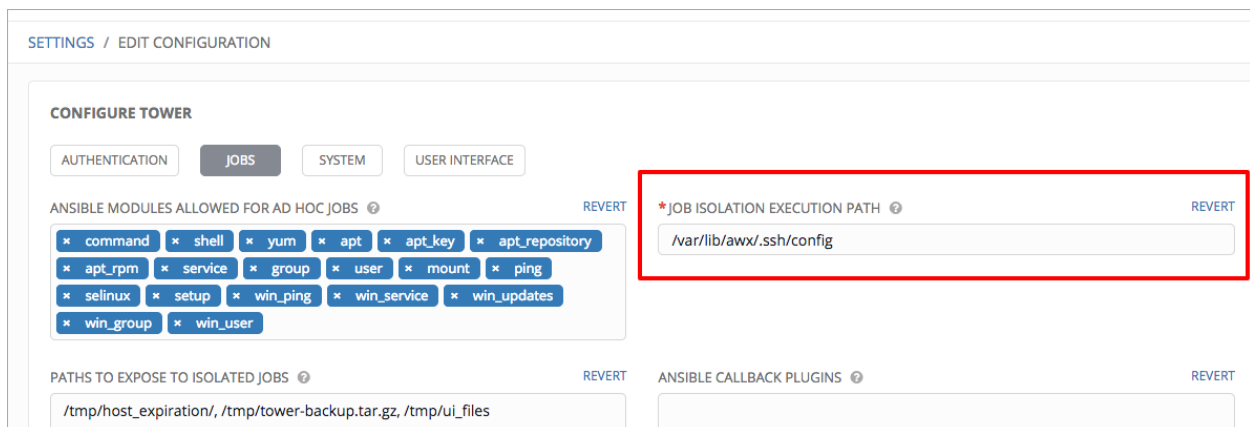 SETTINGS / EDIT CONFIGURATION
CONFIGURE TOWER
AUTHENTICATION JOBS SYSTEM USER INTERFACE
ANSIBLE MODULES ALLOWED FOR AD HOC JOBS ? REVERT
× command × shell × yum × apt × apt_key × apt_repository
× apt_rpm × service × group × user × mount × ping
× selinux × setup × win_ping × win_service × win_updates
× win_group × win_user
* JOB ISOLATION EXECUTION PATH ? REVERT
/var/lib/awx/.ssh/config
PATHS TO EXPOSE TO ISOLATED JOBS ? REVERT
/tmp/host_expiration/, /tmp/tower-backup.tar.gz, /tmp/ui_files
ANSIBLE CALLBACK PLUGINS ? REVERT